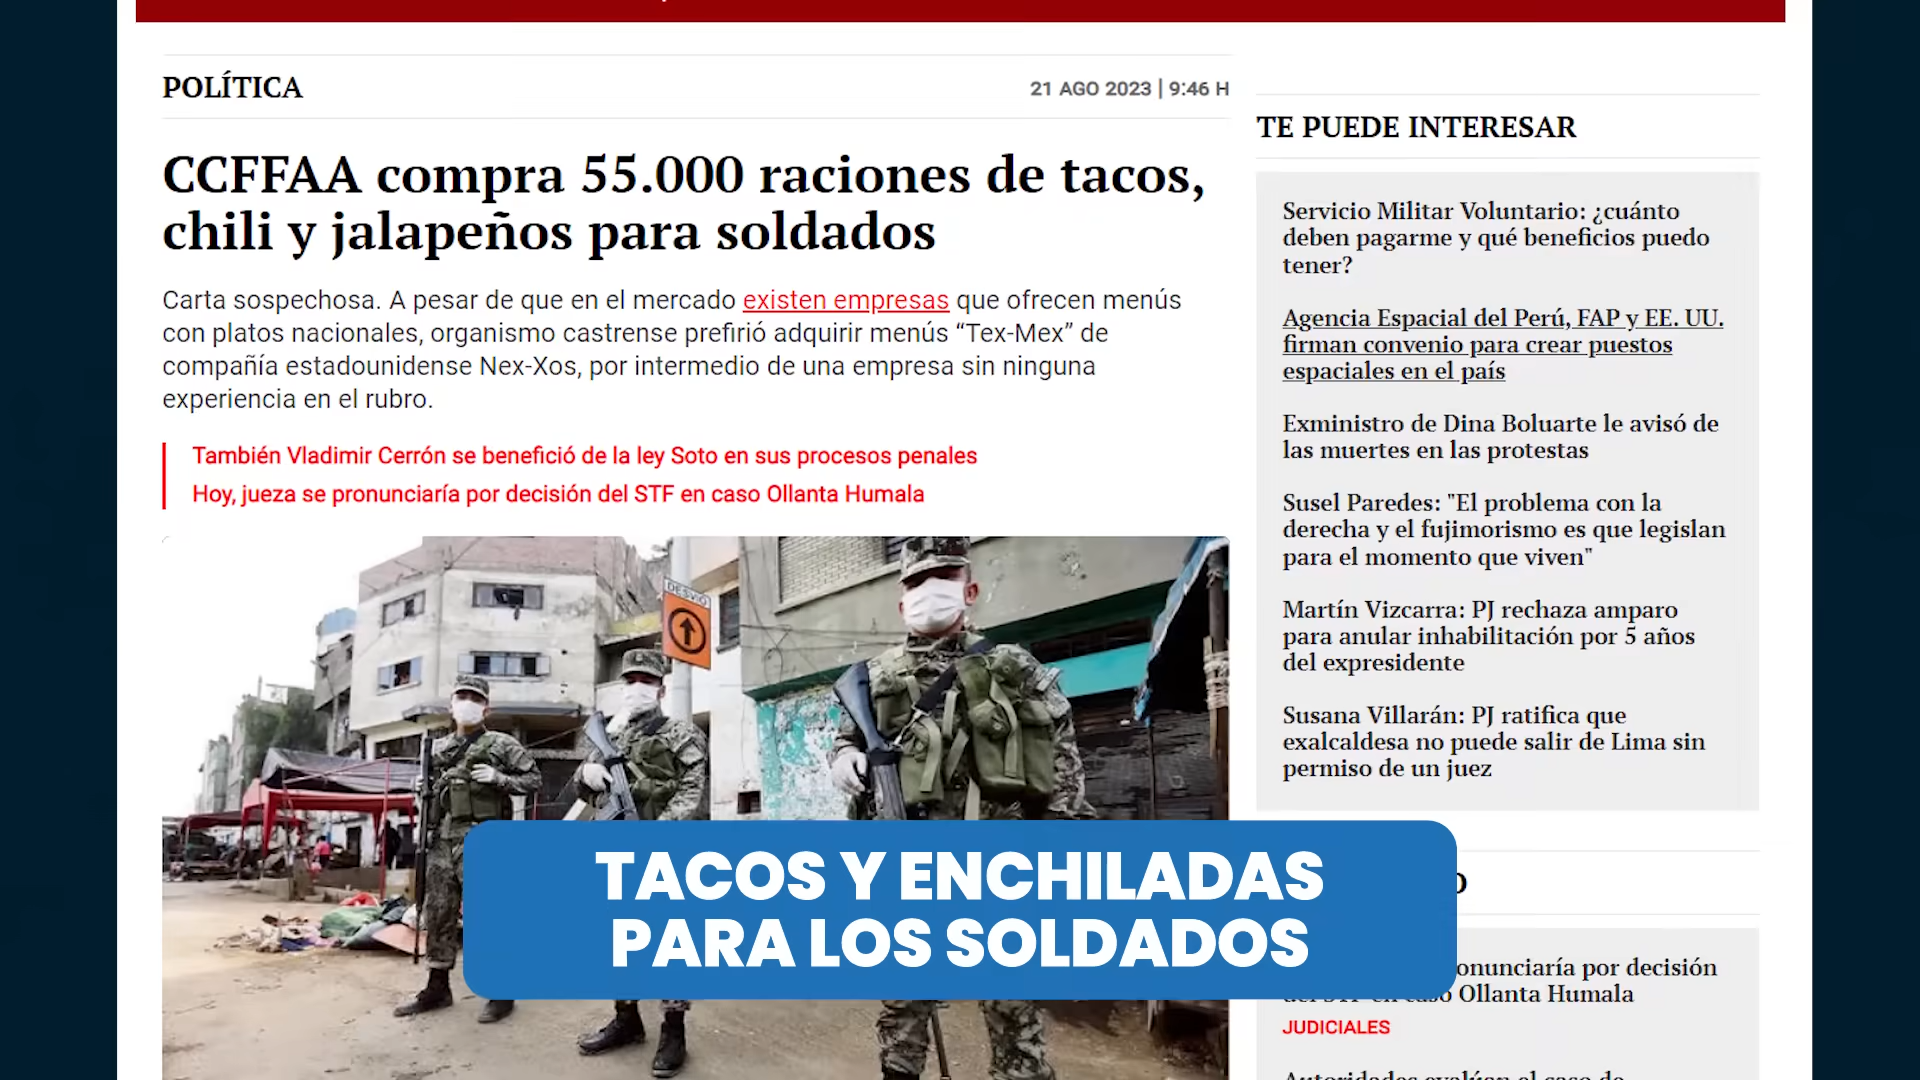 POLÍTICA
21 AGO 2023 | 9:46 H
CCFFAA compra 55.000 raciones de tacos,
chili y jalapeños para soldados
Carta sospechosa. A pesar de que en el mercado existen empresas que ofrecen menús
con platos nacionales, organismo castrense prefirió adquirir menús “Tex-Mex” de
compañía estadounidense Nex-Xos, por intermedio de una empresa sin ninguna
experiencia en el rubro.
También Vladimir Cerrón se benefició de la ley Soto en sus procesos penales
Hoy, jueza se pronunciaría por decisión del STF en caso Ollanta Humala
DESVIO
TACOS Y ENCHILADAS
PARA LOS SOLDADOS
TE PUEDE INTERESAR
Servicio Militar Voluntario: ¿cuánto
deben pagarme y qué beneficios puedo
tener?
Agencia Espacial del Perú, FAP y EE. UU.
firman convenio para crear puestos
espaciales en el país
Exministro de Dina Boluarte le avisó de
las muertes en las protestas
Susel Paredes: "El problema con la
derecha y el fujimorismo es que legislan
para el momento que viven"
Martín Vizcarra: PJ rechaza amparo
para anular inhabilitación por 5 años
del expresidente
Susana Villarán: PJ ratifica que
exalcaldesa no puede salir de Lima sin
permiso de un juez
onunciaría por decisión
Ollanta Humala
JUDICIALES